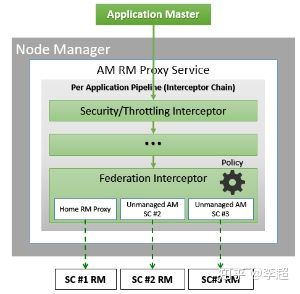 Application Master
Node Manager
AM RM Proxy Service
Per Application Pipeline (Interceptor Chain)
Security/Throttling Interceptor
•••
Federation Interceptor
Policy
Home RM Proxy
Unmanaged AM
SC #2
Unmanaged AM
SC #3
SC #1 RM
SC #2 RM
SC#3 RM
知乎 @李超